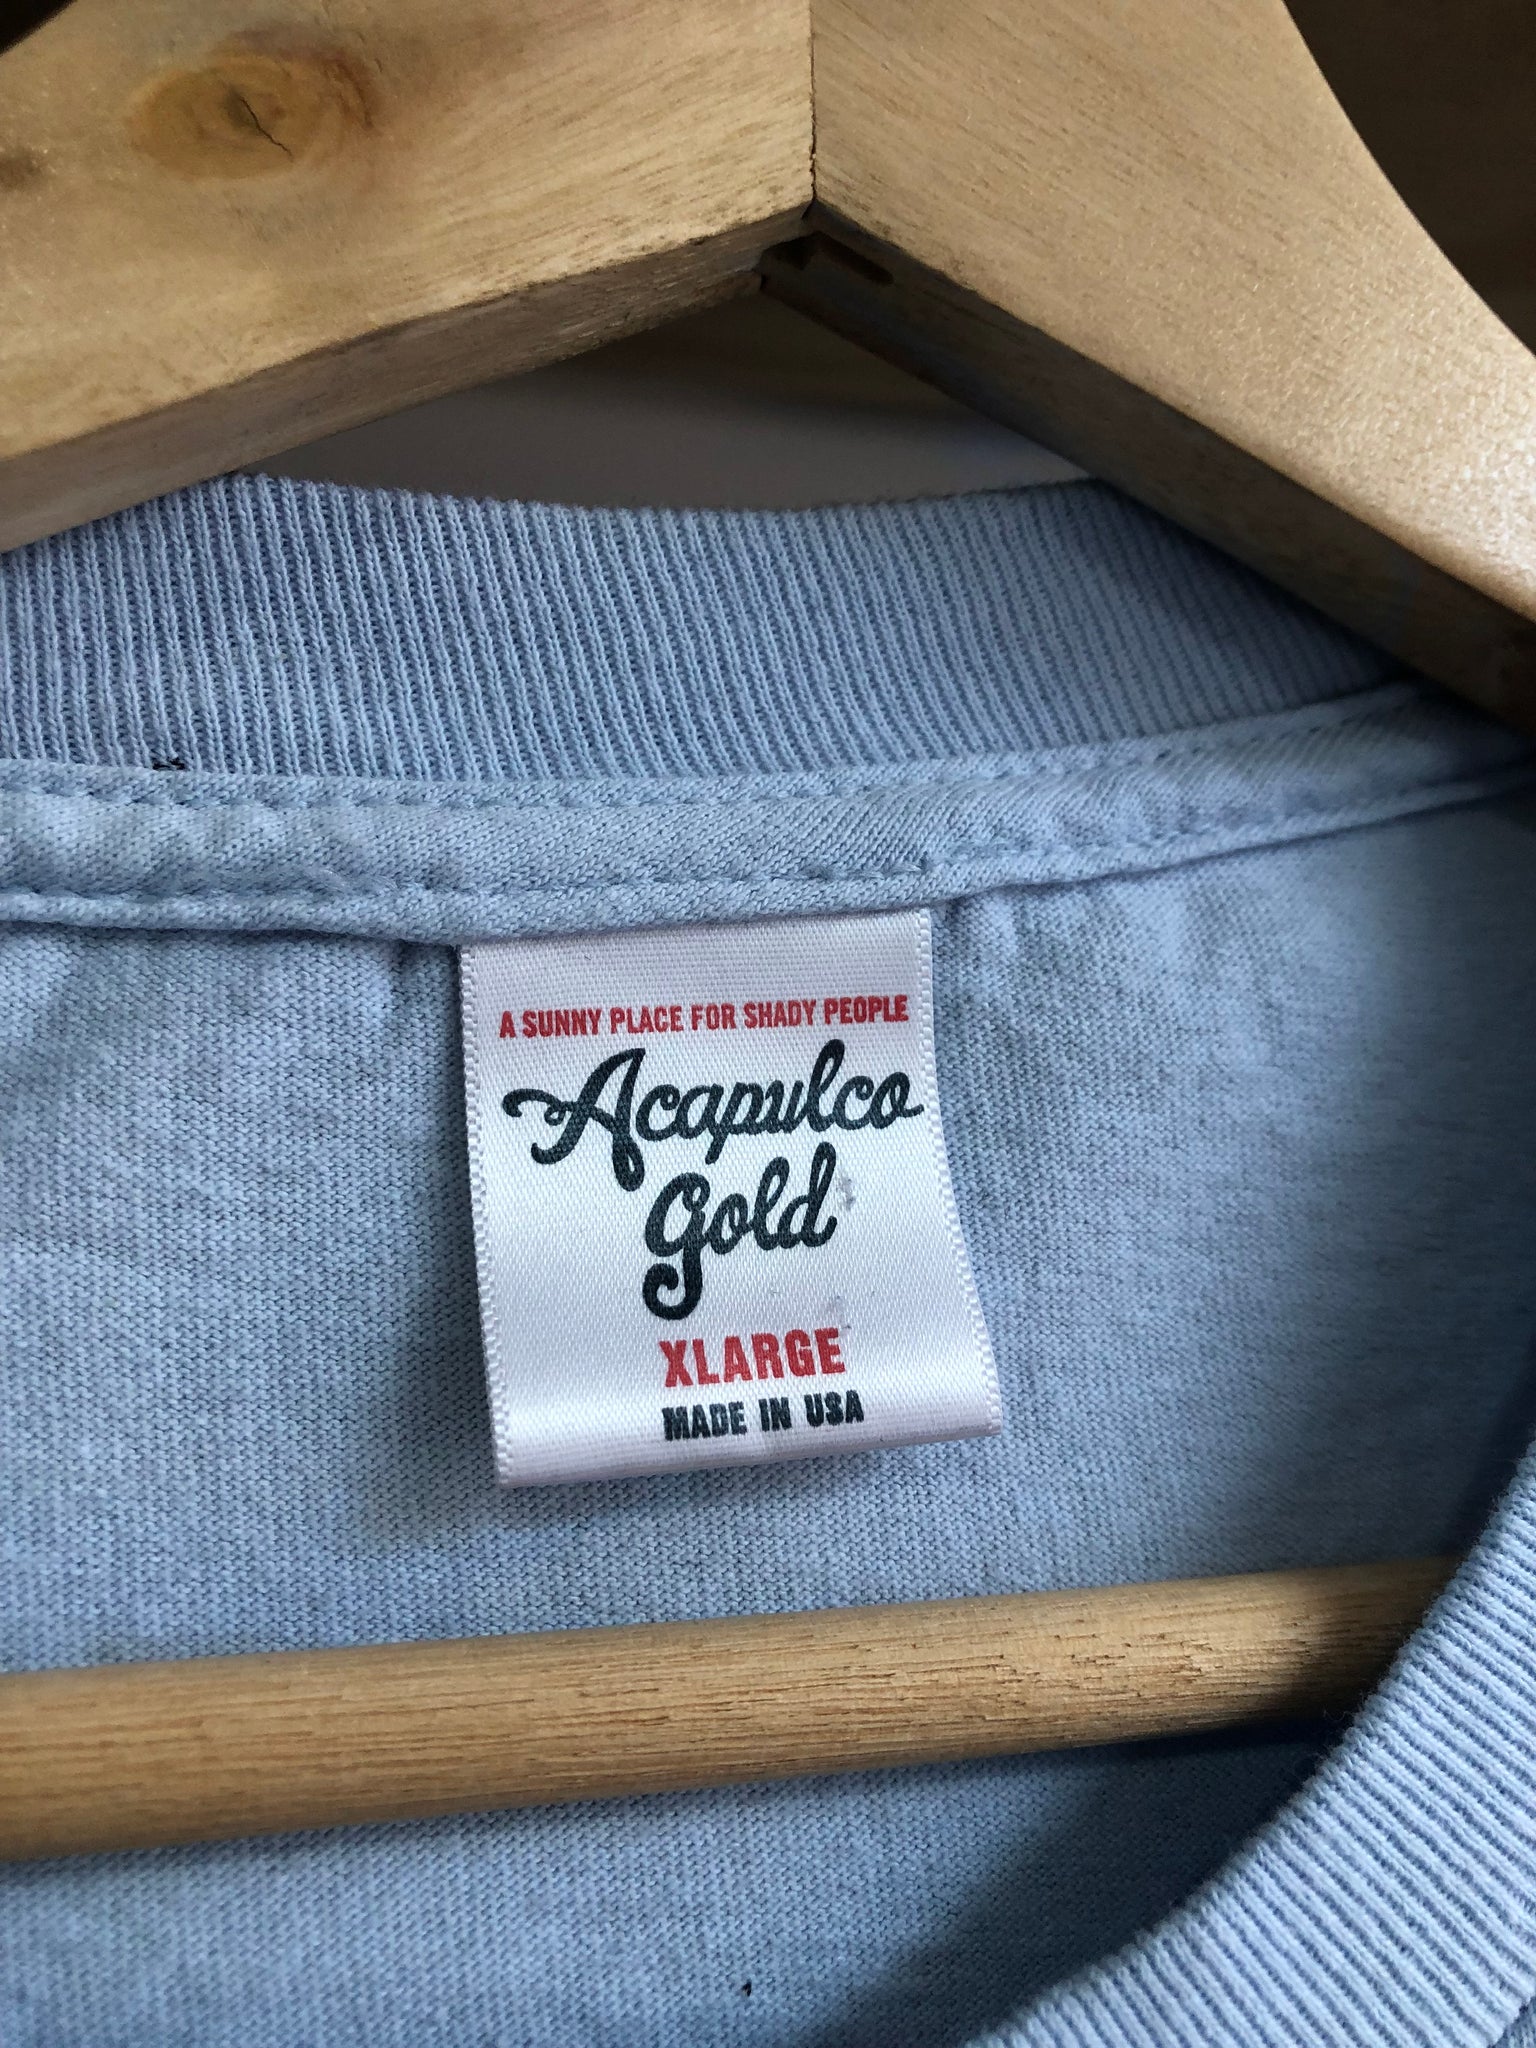 A SUNNY PLACE FOR SHADY PEOPLE
Acapulco
Gold
XLARGE
MADE IN USA